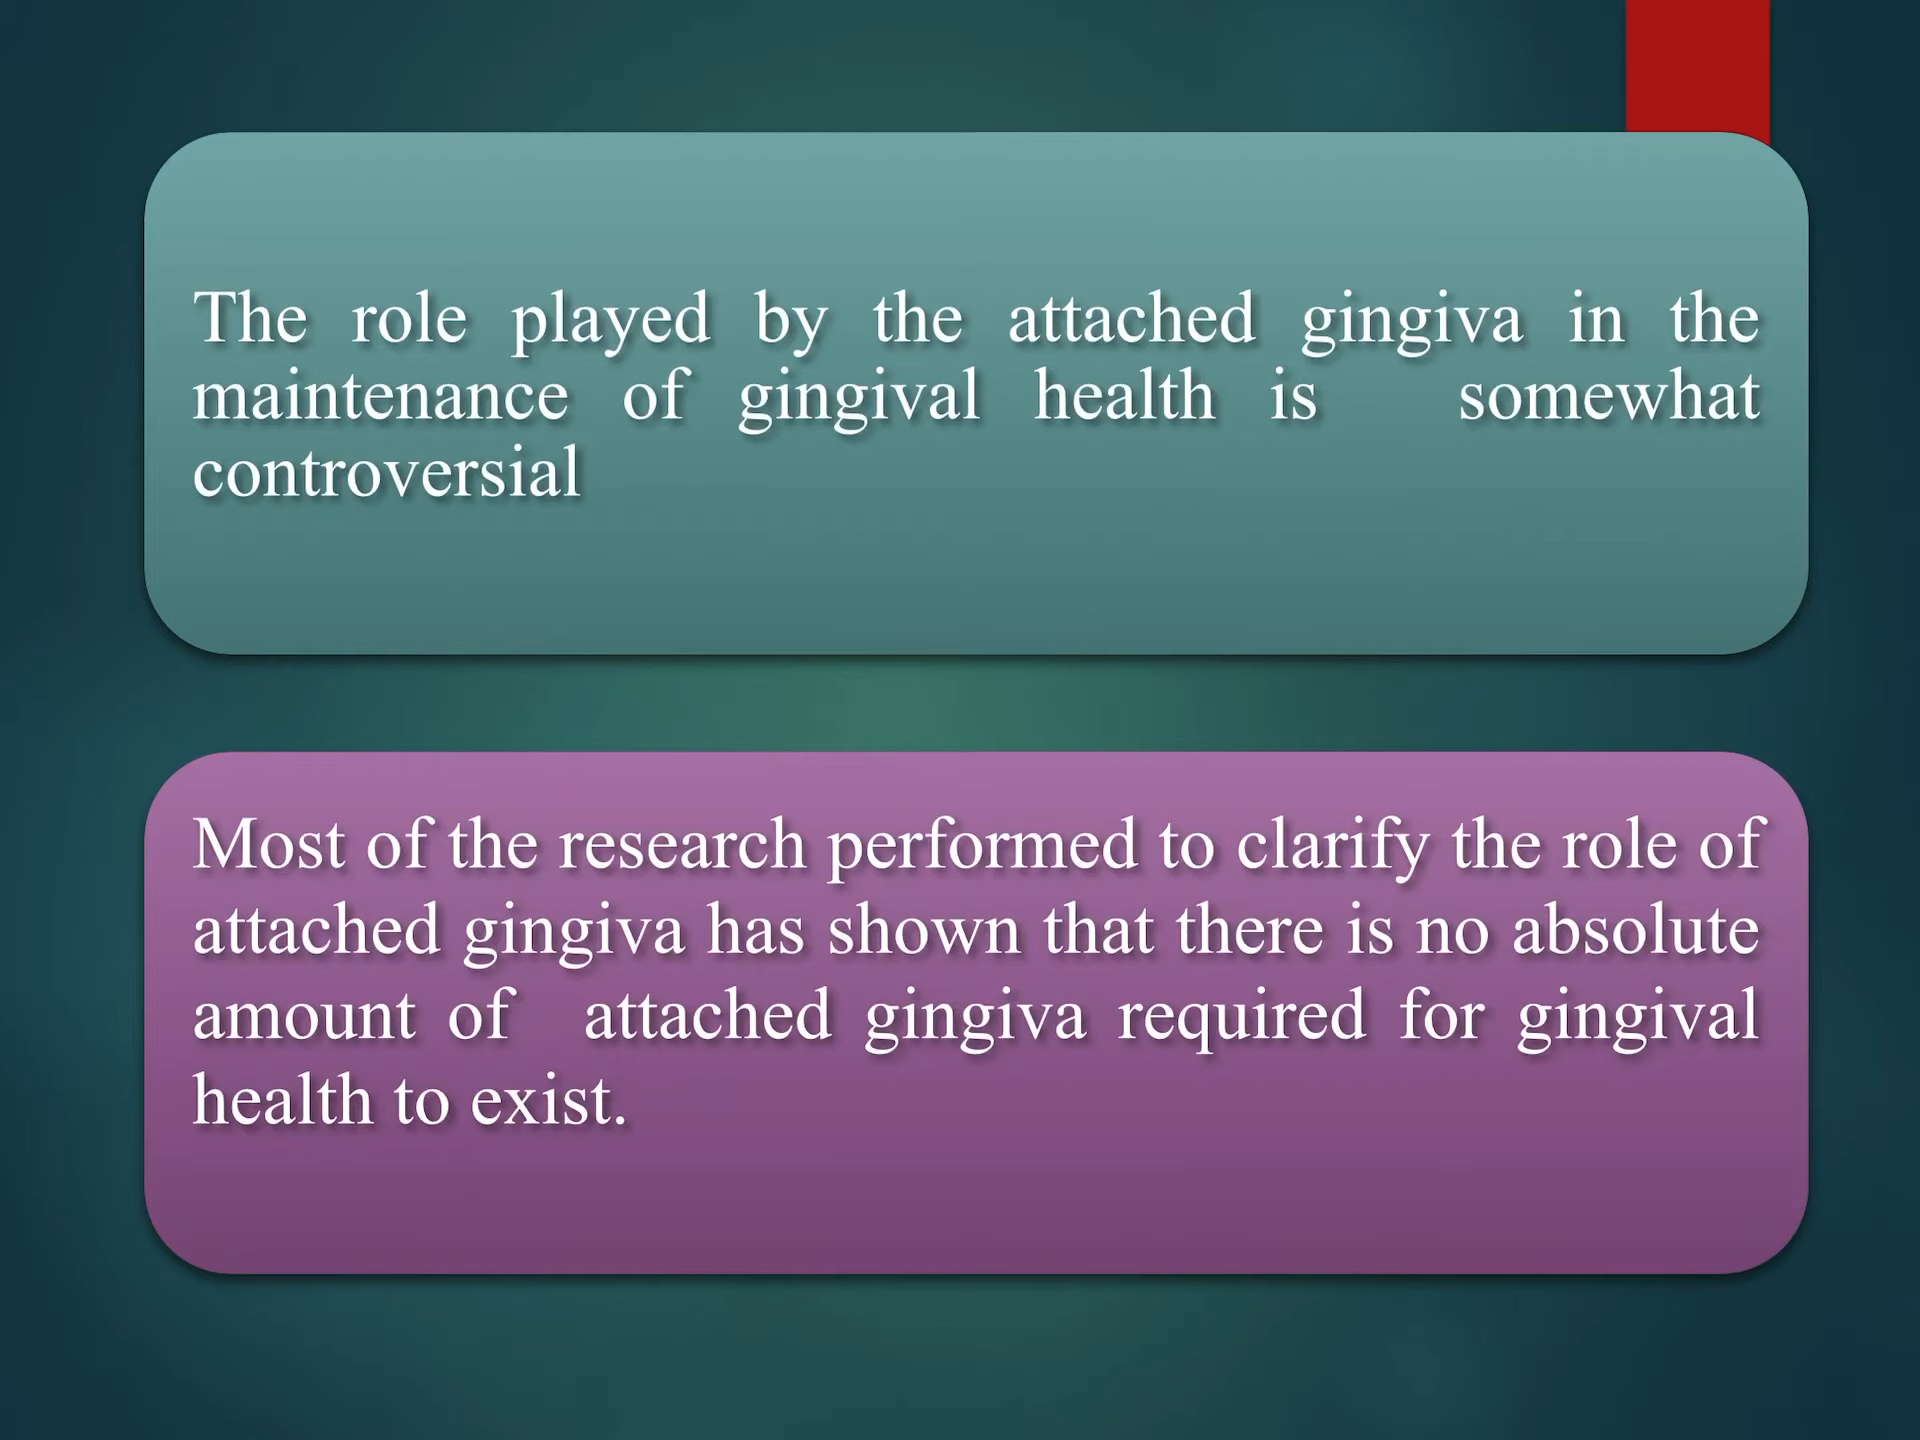 The role played by the attached gingiva in the
maintenance of gingival health is somewhat
controversial
Most of the research performed to clarify the role of
attached gingiva has shown that there is no absolute
amount of attached gingiva required for gingival
health to exist.